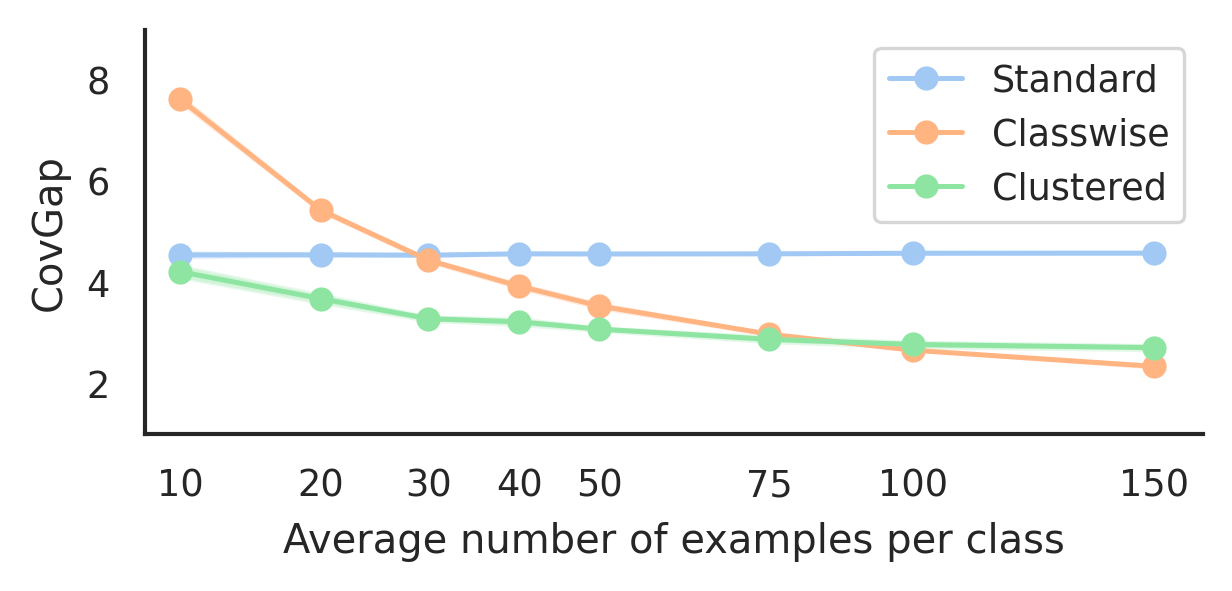 CovGap
8
6
4
2
Standard
Classwise
Clustered
10 20 30 40 50 75 100 150
Average number of examples per class